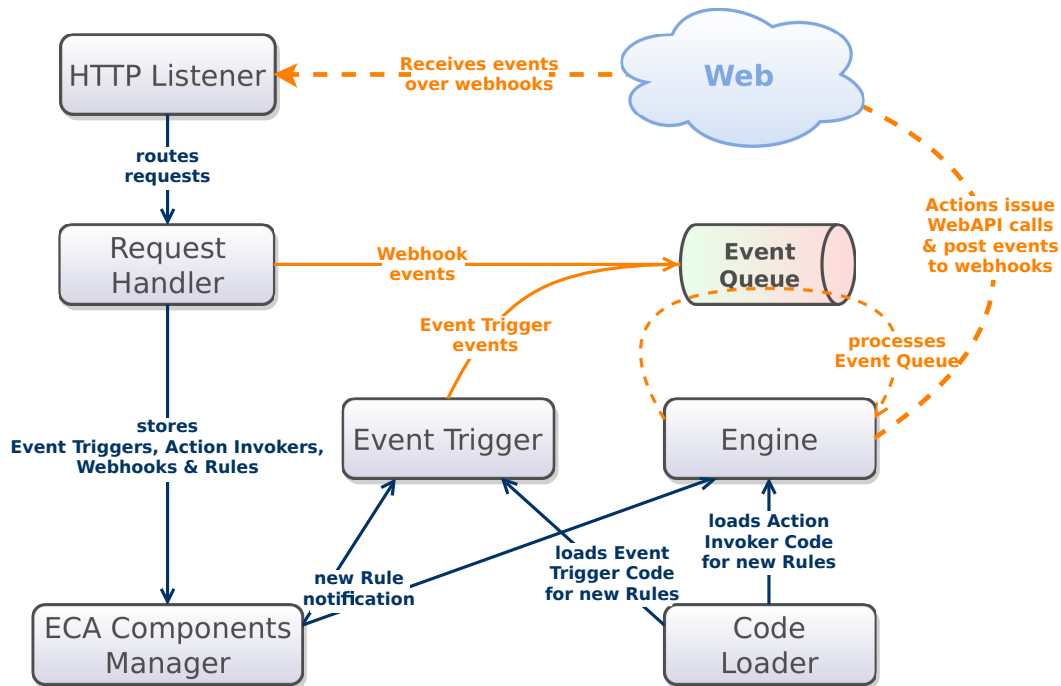 HTTP Listener
Receives events
over webhooks
Web
routes
requests
Actions issue
WebAPI calls
& post events
to webhooks
Request
Handler
Webhook
events
Event
Queue
Event Trigger
events
processes
Event Queue
stores
Event Triggers, Action Invokers,
Webhooks & Rules
Event Trigger
Engine
loads Action
Invoker Code
for new Rules
loads Event
Trigger Code
for new Rules
new Rule
notification
ECA Components
Manager
Code
Loader